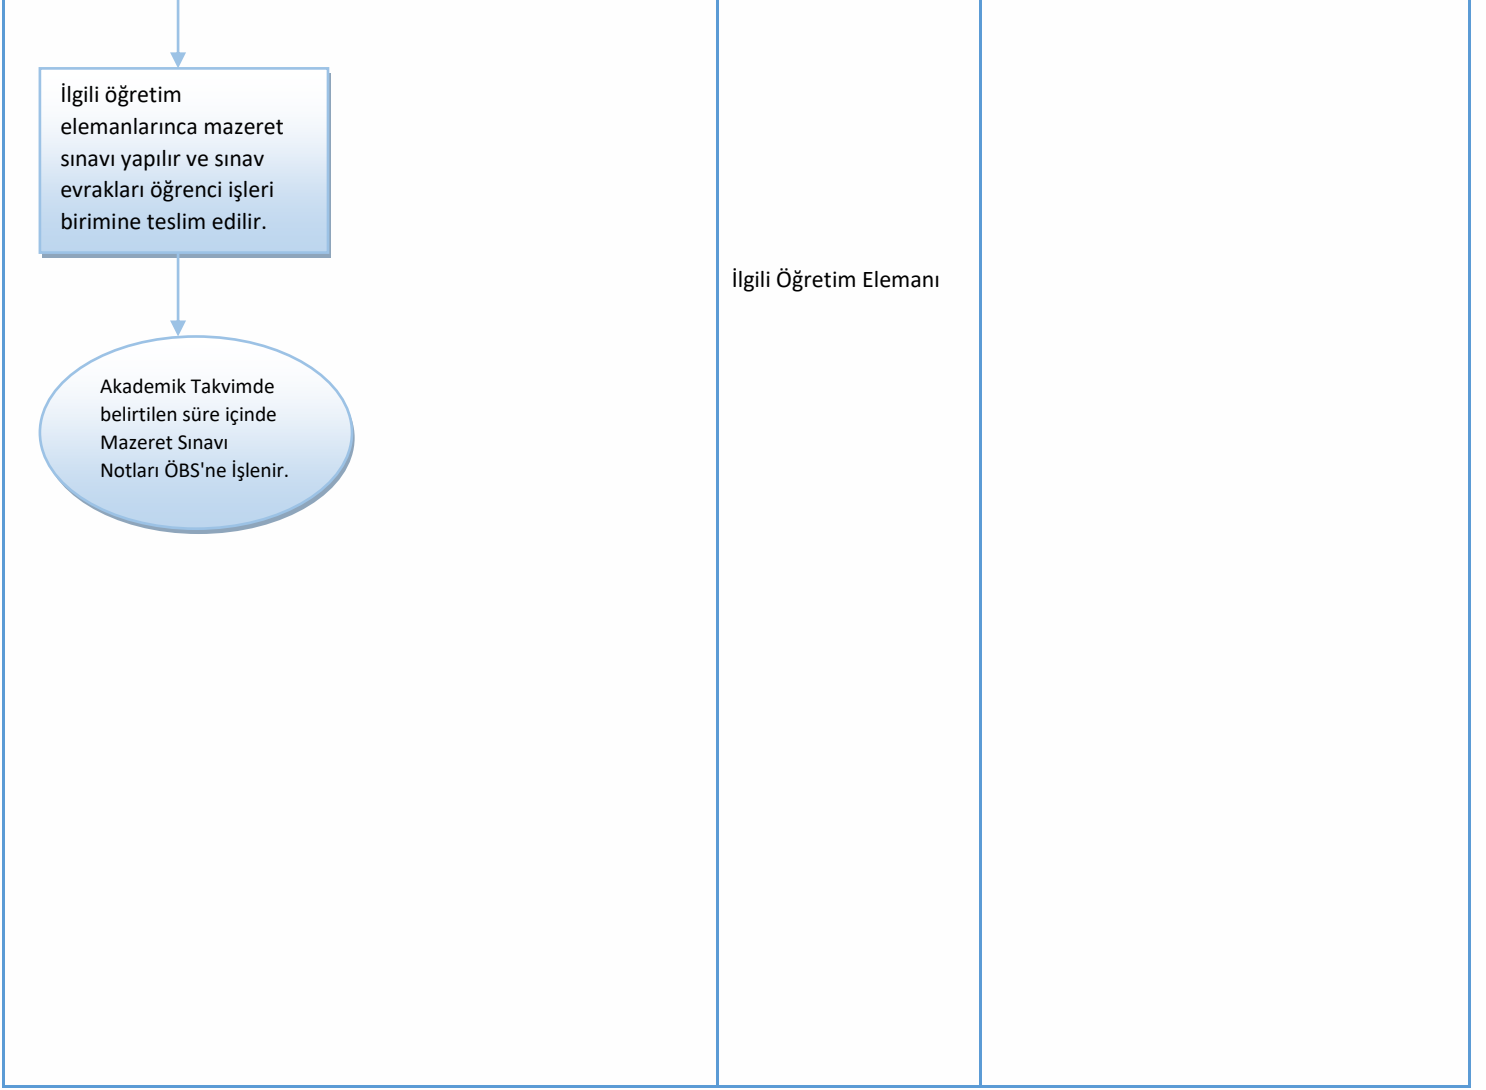 İlgili öğretim
elemanlarınca mazeret
sınavı yapılır ve sınav
evrakları öğrenci işleri
birimine teslim edilir.
İlgili Öğretim Elemanı
Akademik Takvimde
belirtilen süre içinde
Mazeret Sınavı
Notları ÖBS'ne İşlenir.